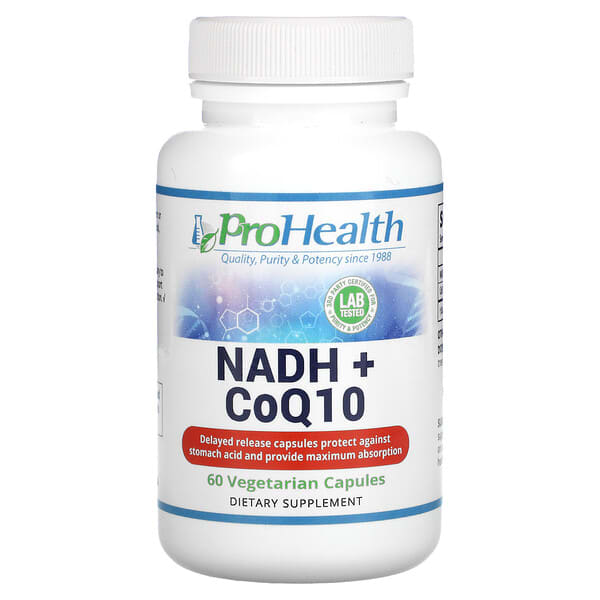 ProHealth
Quality, Purity & Potency since 1988
3RD PARTY CERTIFIED FOR
LAB
TESTED
PURITY & POTENCY
NADH +
CoQ10
Delayed release capsules protect against
stomach acid and provide maximum absorption
60 Vegetarian Capules
DIETARY SUPPLEMENT